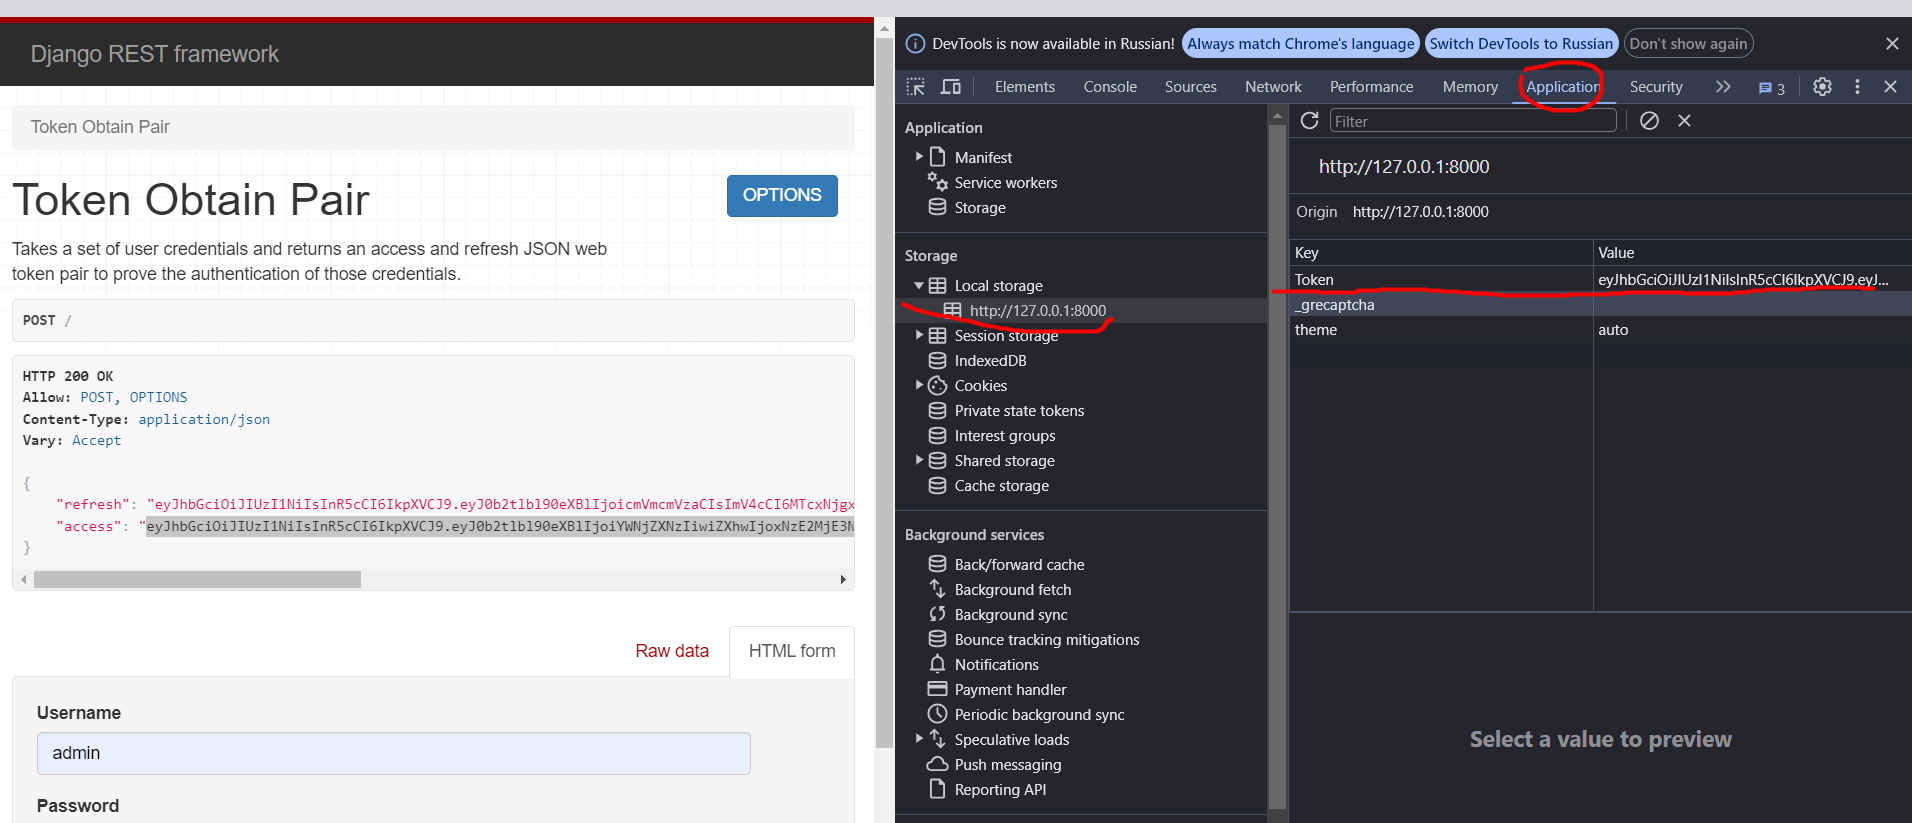 Django REST framework
Token Obtain Pair
Token Obtain Pair
OPTIONS
Takes a set of user credentials and returns an access and refresh JSON web
token pair to prove the authentication of those credentials.
POST /
HTTP 200 OK
Allow: POST, OPTIONS
Content-Type: application/json
Vary: Accept
{
"refresh": "eyJhbGciOiJIUzI1NiIsInR5cCI6IkpXVCJ9.eyJ0b2tlbl90eXBlIjoicmVmcmVzaCIsImV4cCI6MTcxNjgx
"access": "eyJhbGciOiJIUzI1NiIsInR5cCI6IkpXVCJ9.eyJ0b2tlbl90eXBlIjoiYWNjZXNzIiwiZXhwIjoxNzE2MjE3N
}
Raw data
HTML form
Username
admin
Password
DevTools is now available in Russian!
Always match Chrome's language
Switch DevTools to Russian
Don't show again
Elements
Console
Sources
Network
Performance
Memory
Application
Security
3
Application
Manifest
Service workers
Storage
Storage
Local storage
http://127.0.0.1:8000
Session storage
IndexedDB
Cookies
Private state tokens
Interest groups
Shared storage
Cache storage
Background services
Back/forward cache
Background fetch
Background sync
Bounce tracking mitigations
Notifications
Payment handler
Periodic background sync
Speculative loads
Push messaging
Reporting API
Filter
http://127.0.0.1:8000
Origin http://127.0.0.1:8000
Key Value
Token eyJhbGciOiJIUzI1NiIsInR5cCI6IkpXVCJ9.eyJ...
_grecaptcha
theme auto
Select a value to preview